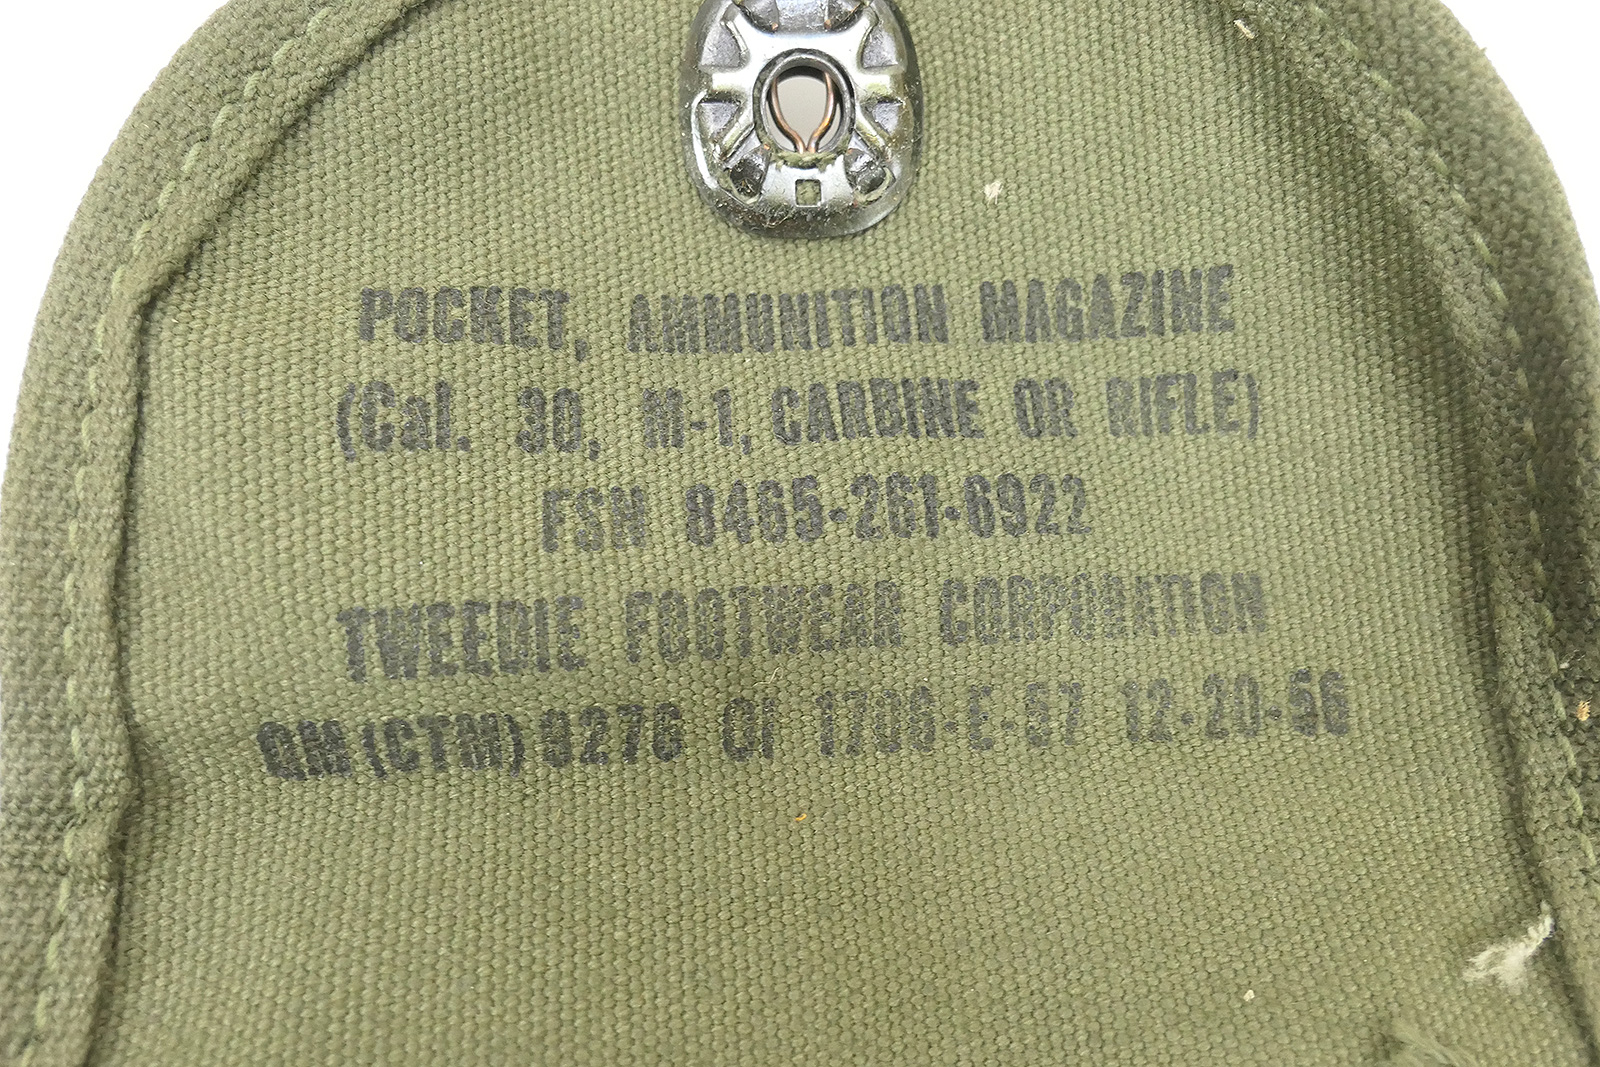 POCKET, AMMUNITION MAGAZINE
(Cal. 30, M-1, CARBINE OR RIFLE)
FSN 8465-261-6922
TWEEDIE FOOTWEAR CORPORATION
QM (CTM) 9276 OI 1706-E-57 12-20-56